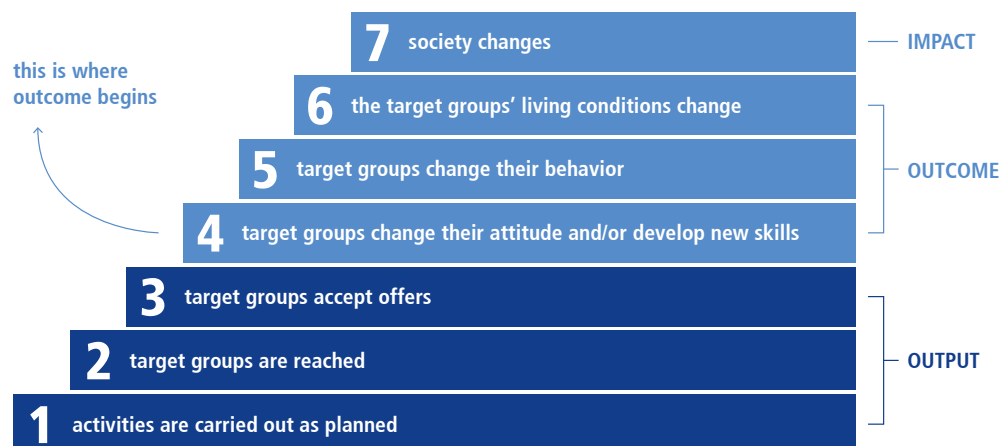 7 society changes
IMPACT
this is where
outcome begins
6 the target groups’ living conditions change
5 target groups change their behavior
OUTCOME
4 target groups change their attitude and/or develop new skills
3 target groups accept offers
2 target groups are reached
OUTPUT
1 activities are carried out as planned